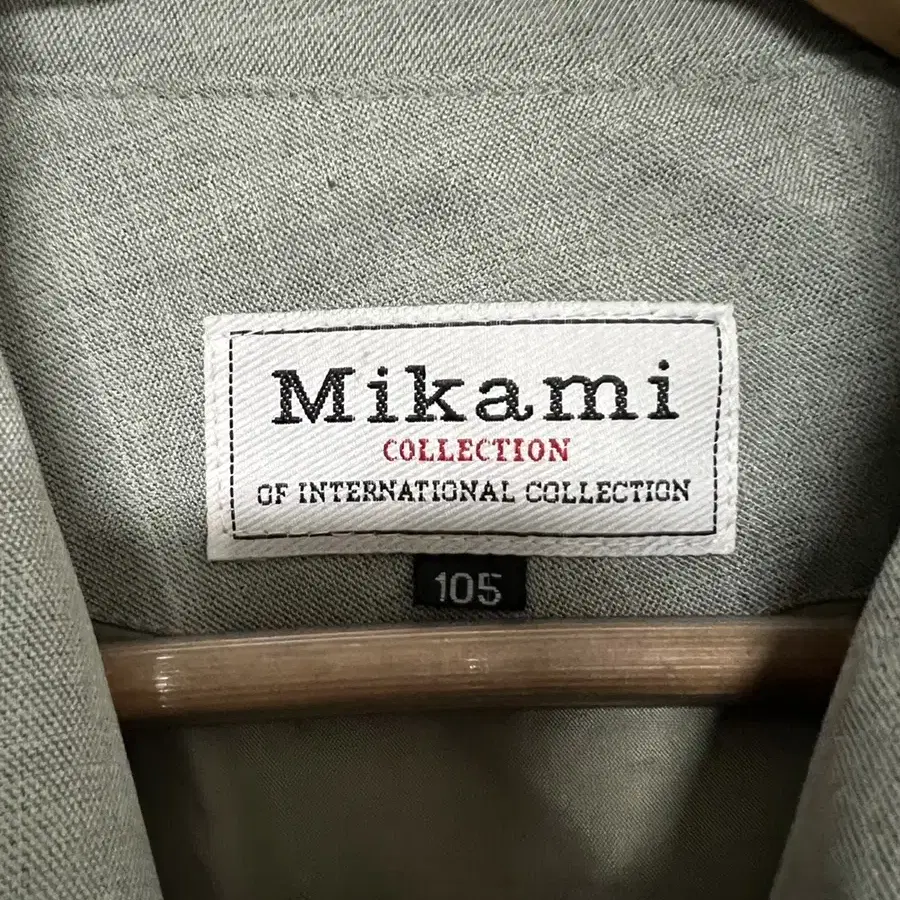 Mikami
COLLECTION
OF INTERNATIONAL COLLECTION
105